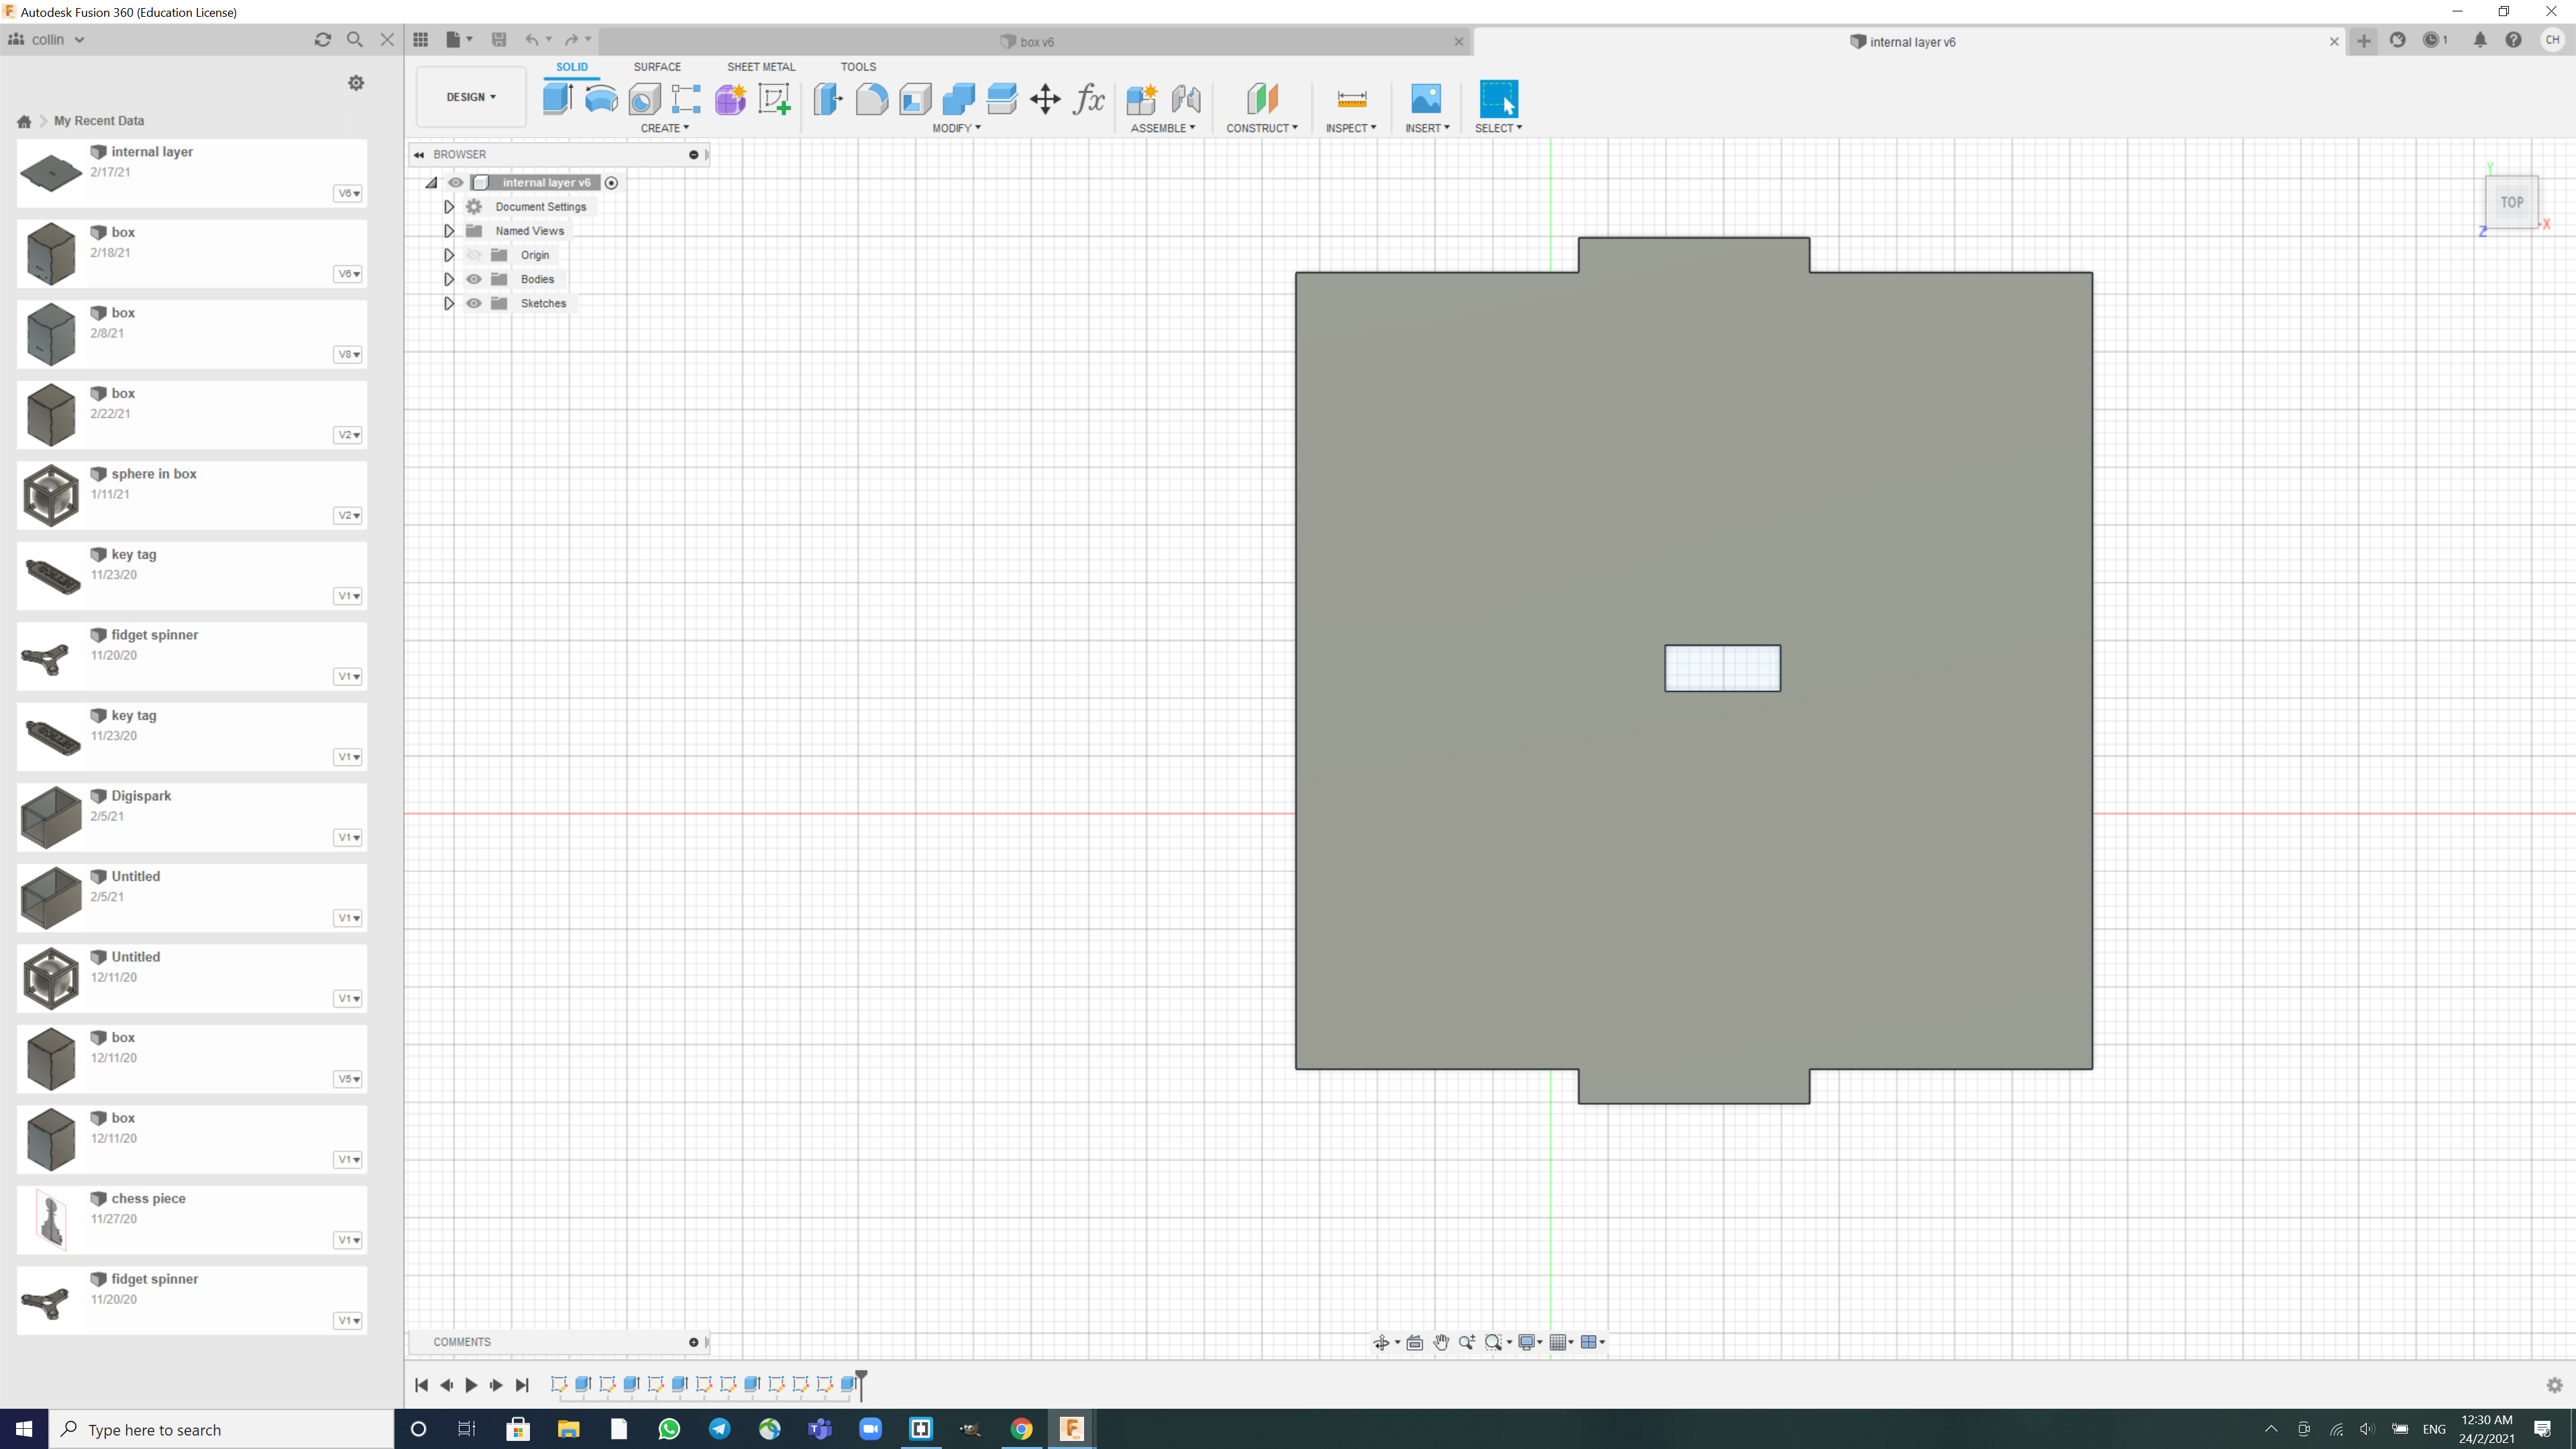 Autodesk Fusion 360 (Education License)
collin
box v6
internal layer v6
1
CH
DESIGN
SOLID
SURFACE
SHEET METAL
TOOLS
CREATE
MODIFY
ASSEMBLE
CONSTRUCT
INSPECT
INSERT
SELECT
My Recent Data
internal layer
2/17/21
V6
box
2/18/21
V6
box
2/8/21
V8
box
2/22/21
V2
sphere in box
1/11/21
V2
key tag
11/23/20
V1
fidget spinner
11/20/20
V1
key tag
11/23/20
V1
Digispark
2/5/21
V1
Untitled
2/5/21
V1
Untitled
12/11/20
V1
box
12/11/20
V5
box
12/11/20
V1
chess piece
11/27/20
V1
fidget spinner
11/20/20
V1
BROWSER
internal layer v6
Document Settings
Named Views
Origin
Bodies
Sketches
Y
TOP
X
Z
COMMENTS
Type here to search
ENG
12:30 AM
24/2/2021